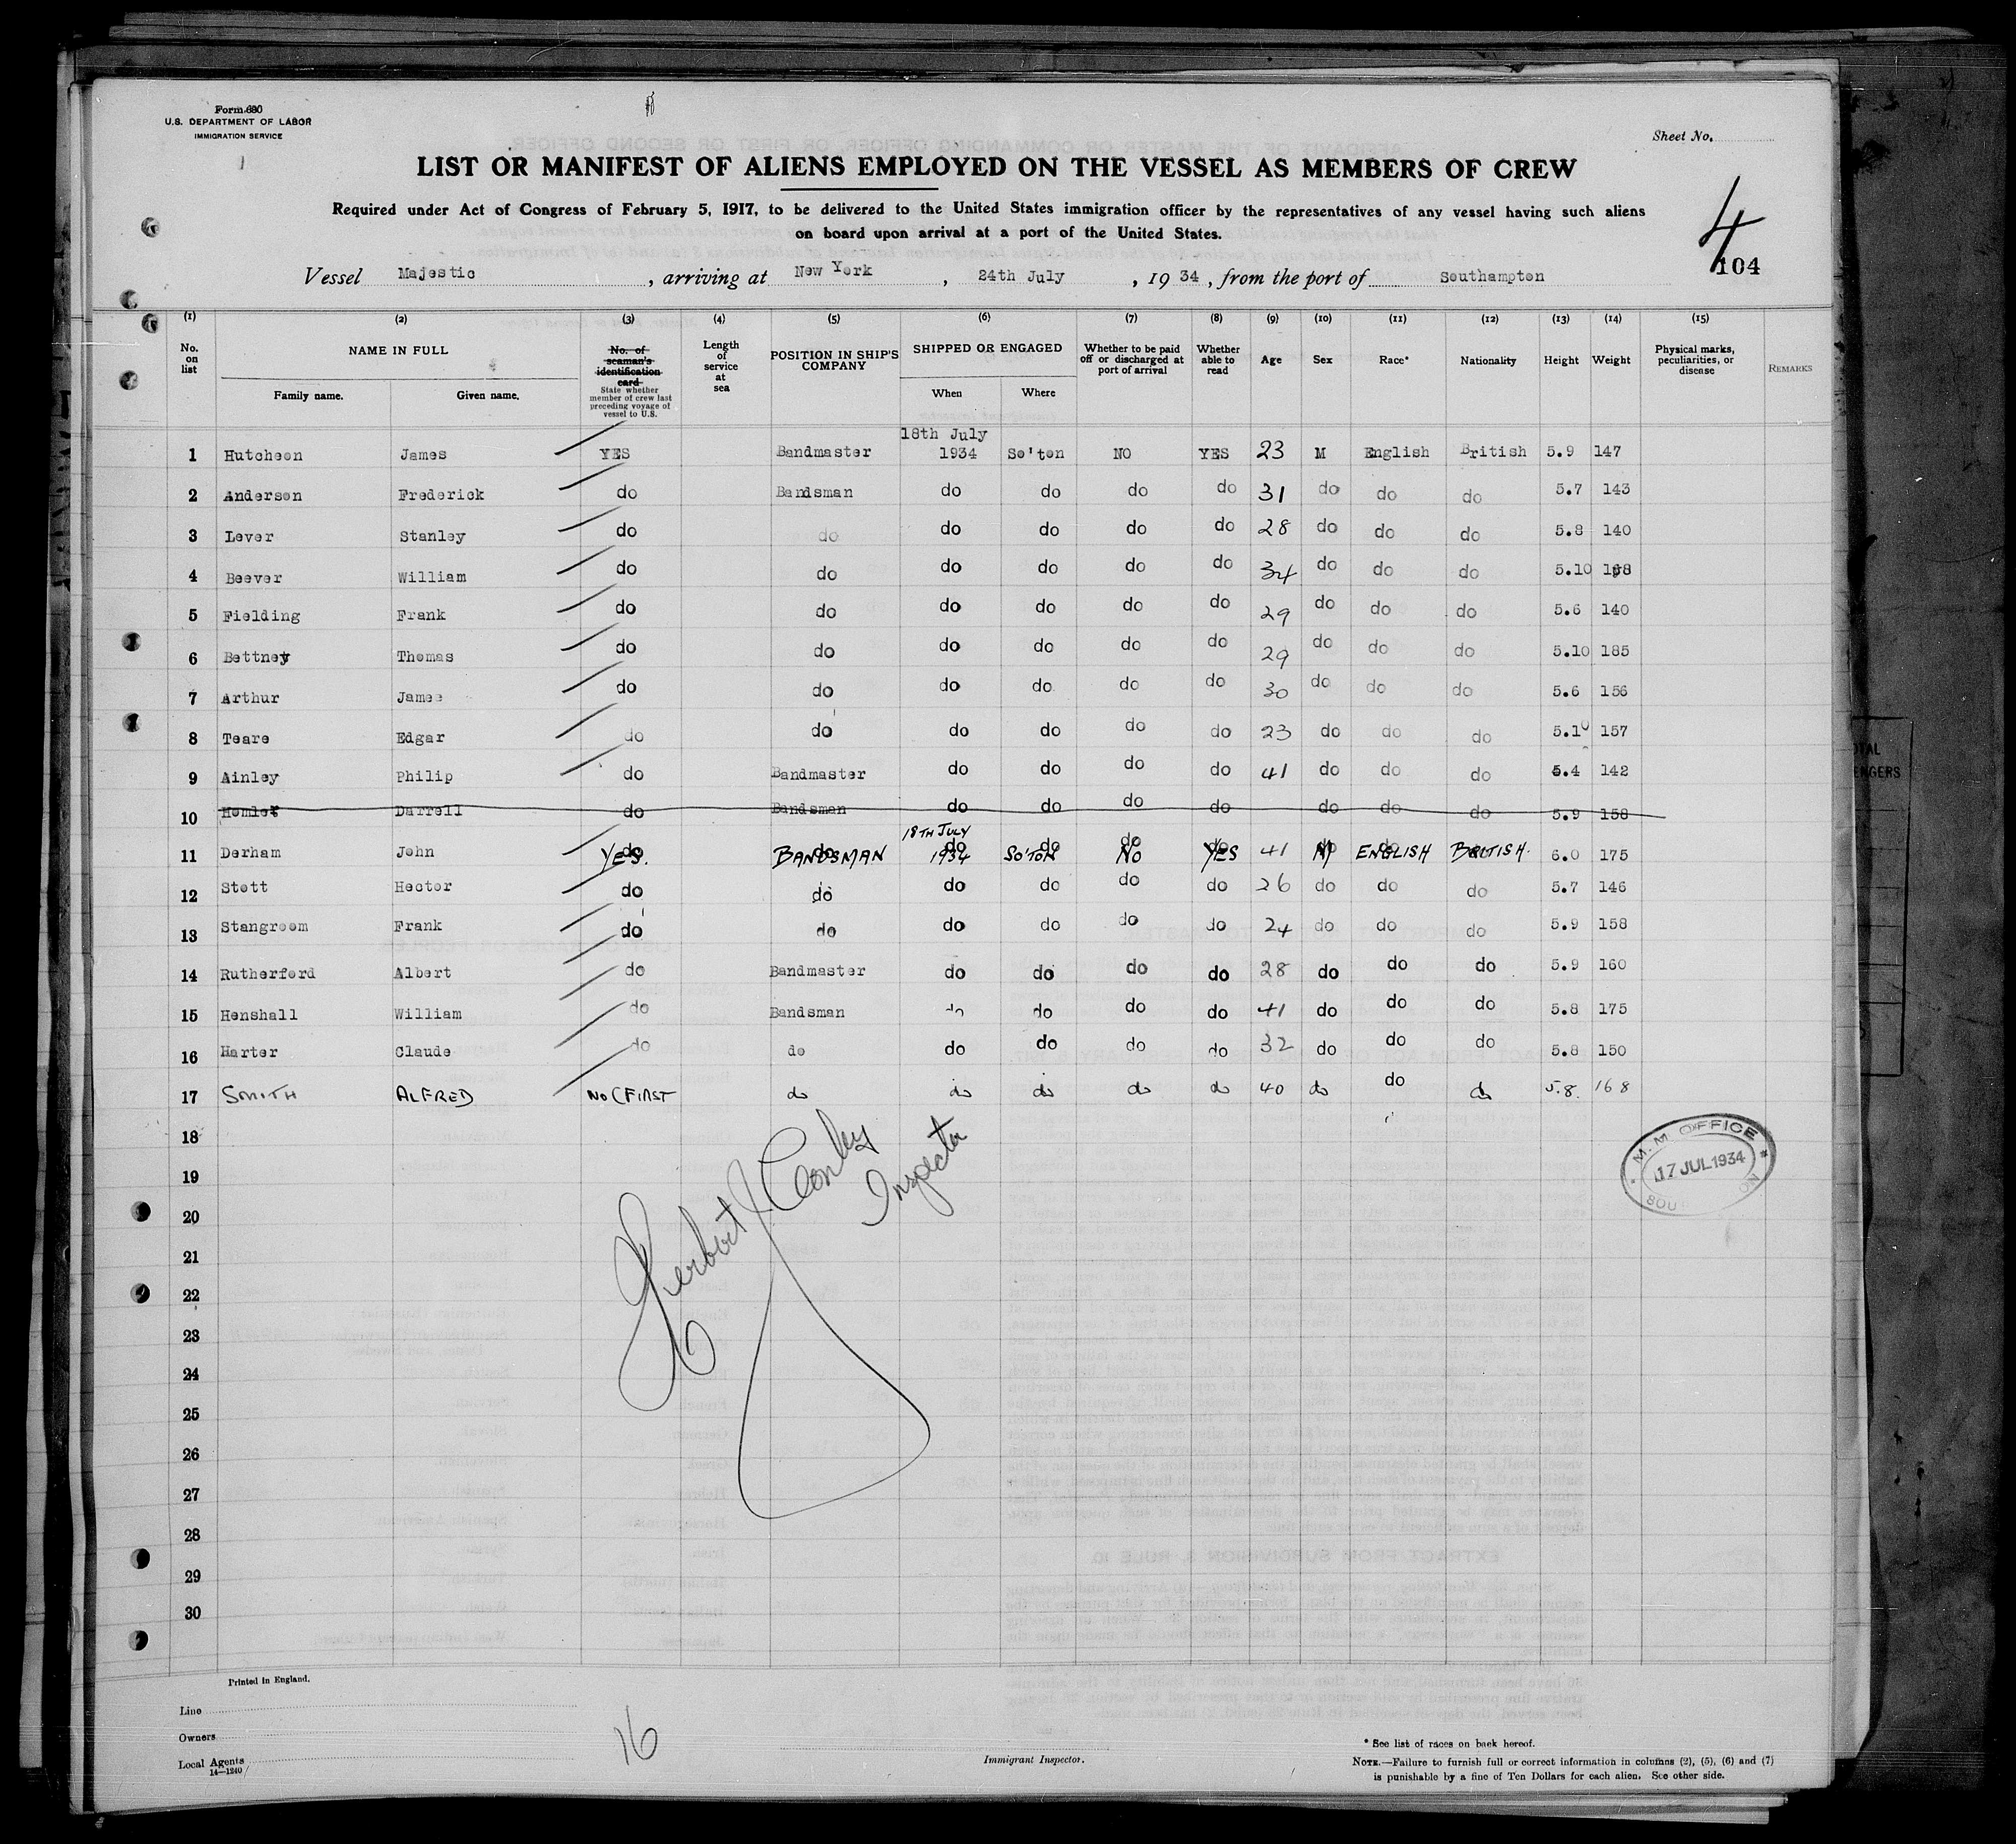 Form 680
U.S. DEPARTMENT OF LABOR
IMMIGRATION SERVICE
Sheet No.
LIST OR MANIFEST OF ALIENS EMPLOYED ON THE VESSEL AS MEMBERS OF CREW
Required under Act of Congress of February 5, 1917, to be delivered to the United States immigration officer by the representatives of any vessel having such aliens
on board upon arrival at a port of the United States.
4
104
Vessel Majestic, arriving at New York, 24th July, 1934, from the port of Southampton
(1) (2) (3) (4) (5) (6) (7) (8) (9) (10) (11) (12) (13) (14) (15)
No. on list
NAME IN FULL
Family name. Given name.
No. of seaman's identification card
State whether member of crew last preceding voyage of vessel to U.S.
Length of service at sea
POSITION IN SHIP'S COMPANY
SHIPPED OR ENGAGED
When Where
Whether to be paid off or discharged at port of arrival
Whether able to read
Age
Sex
Race*
Nationality
Height
Weight
Physical marks, peculiarities, or disease
REMARKS
1 Hutcheon James YES Bandmaster 18th July 1934 So'ton NO YES 23 M English British 5.9 147
2 Anderson Frederick do Bandsman do do do do 31 do do do 5.7 143
3 Lever Stanley do do do do do do 28 do do do 5.8 140
4 Beever William do do do do do do 34 do do do 5.10
5 Fielding Frank do do do do do do 29 do do do 5.6 140
6 Bettney Thomas do do do do do do 29 do do do 5.10 185
7 Arthur James do do do do do do 30 do do do 5.6 156
8 Teare Edgar do do do do do do 23 do do do 5.10 157
9 Ainley Philip do Bandmaster do do do do 41 do do do 5.4 142
10 Darrell do Bandsman do do do do do do do 5.9 158
11 Derham John YES. BANDSMAN 18TH JULY 1934 SO'TON NO YES 41 M ENGLISH BRITISH. 6.0 175
12 Stott Hector do do do do do do 26 do do do 5.7 146
13 Stangroom Frank do do do do do do 24 do do do 5.9 158
14 Rutherford Albert do Bandmaster do do do do 28 do do do 5.9 160
15 Henshall William do Bandsman do do do do 41 do do do 5.8 175
16 Harter Claude do do do do do do 32 do do do 5.8 150
17 SMITH ALFRED NO (FIRST do do do do do 40 do do do 5.8. 168
18
19
20
21
22
23
24
25
26
27
28
29
30
Herbert J
Inspector
M.M. OFFICE
17 JUL 1934
Printed in England.
Line
Owners
Local Agents
14—1240
16
Immigrant Inspector.
* See list of races on back hereof.
NOTE.—Failure to furnish full or correct information in columns (2), (5), (6) and (7)
is punishable by a fine of Ten Dollars for each alien. See other side.